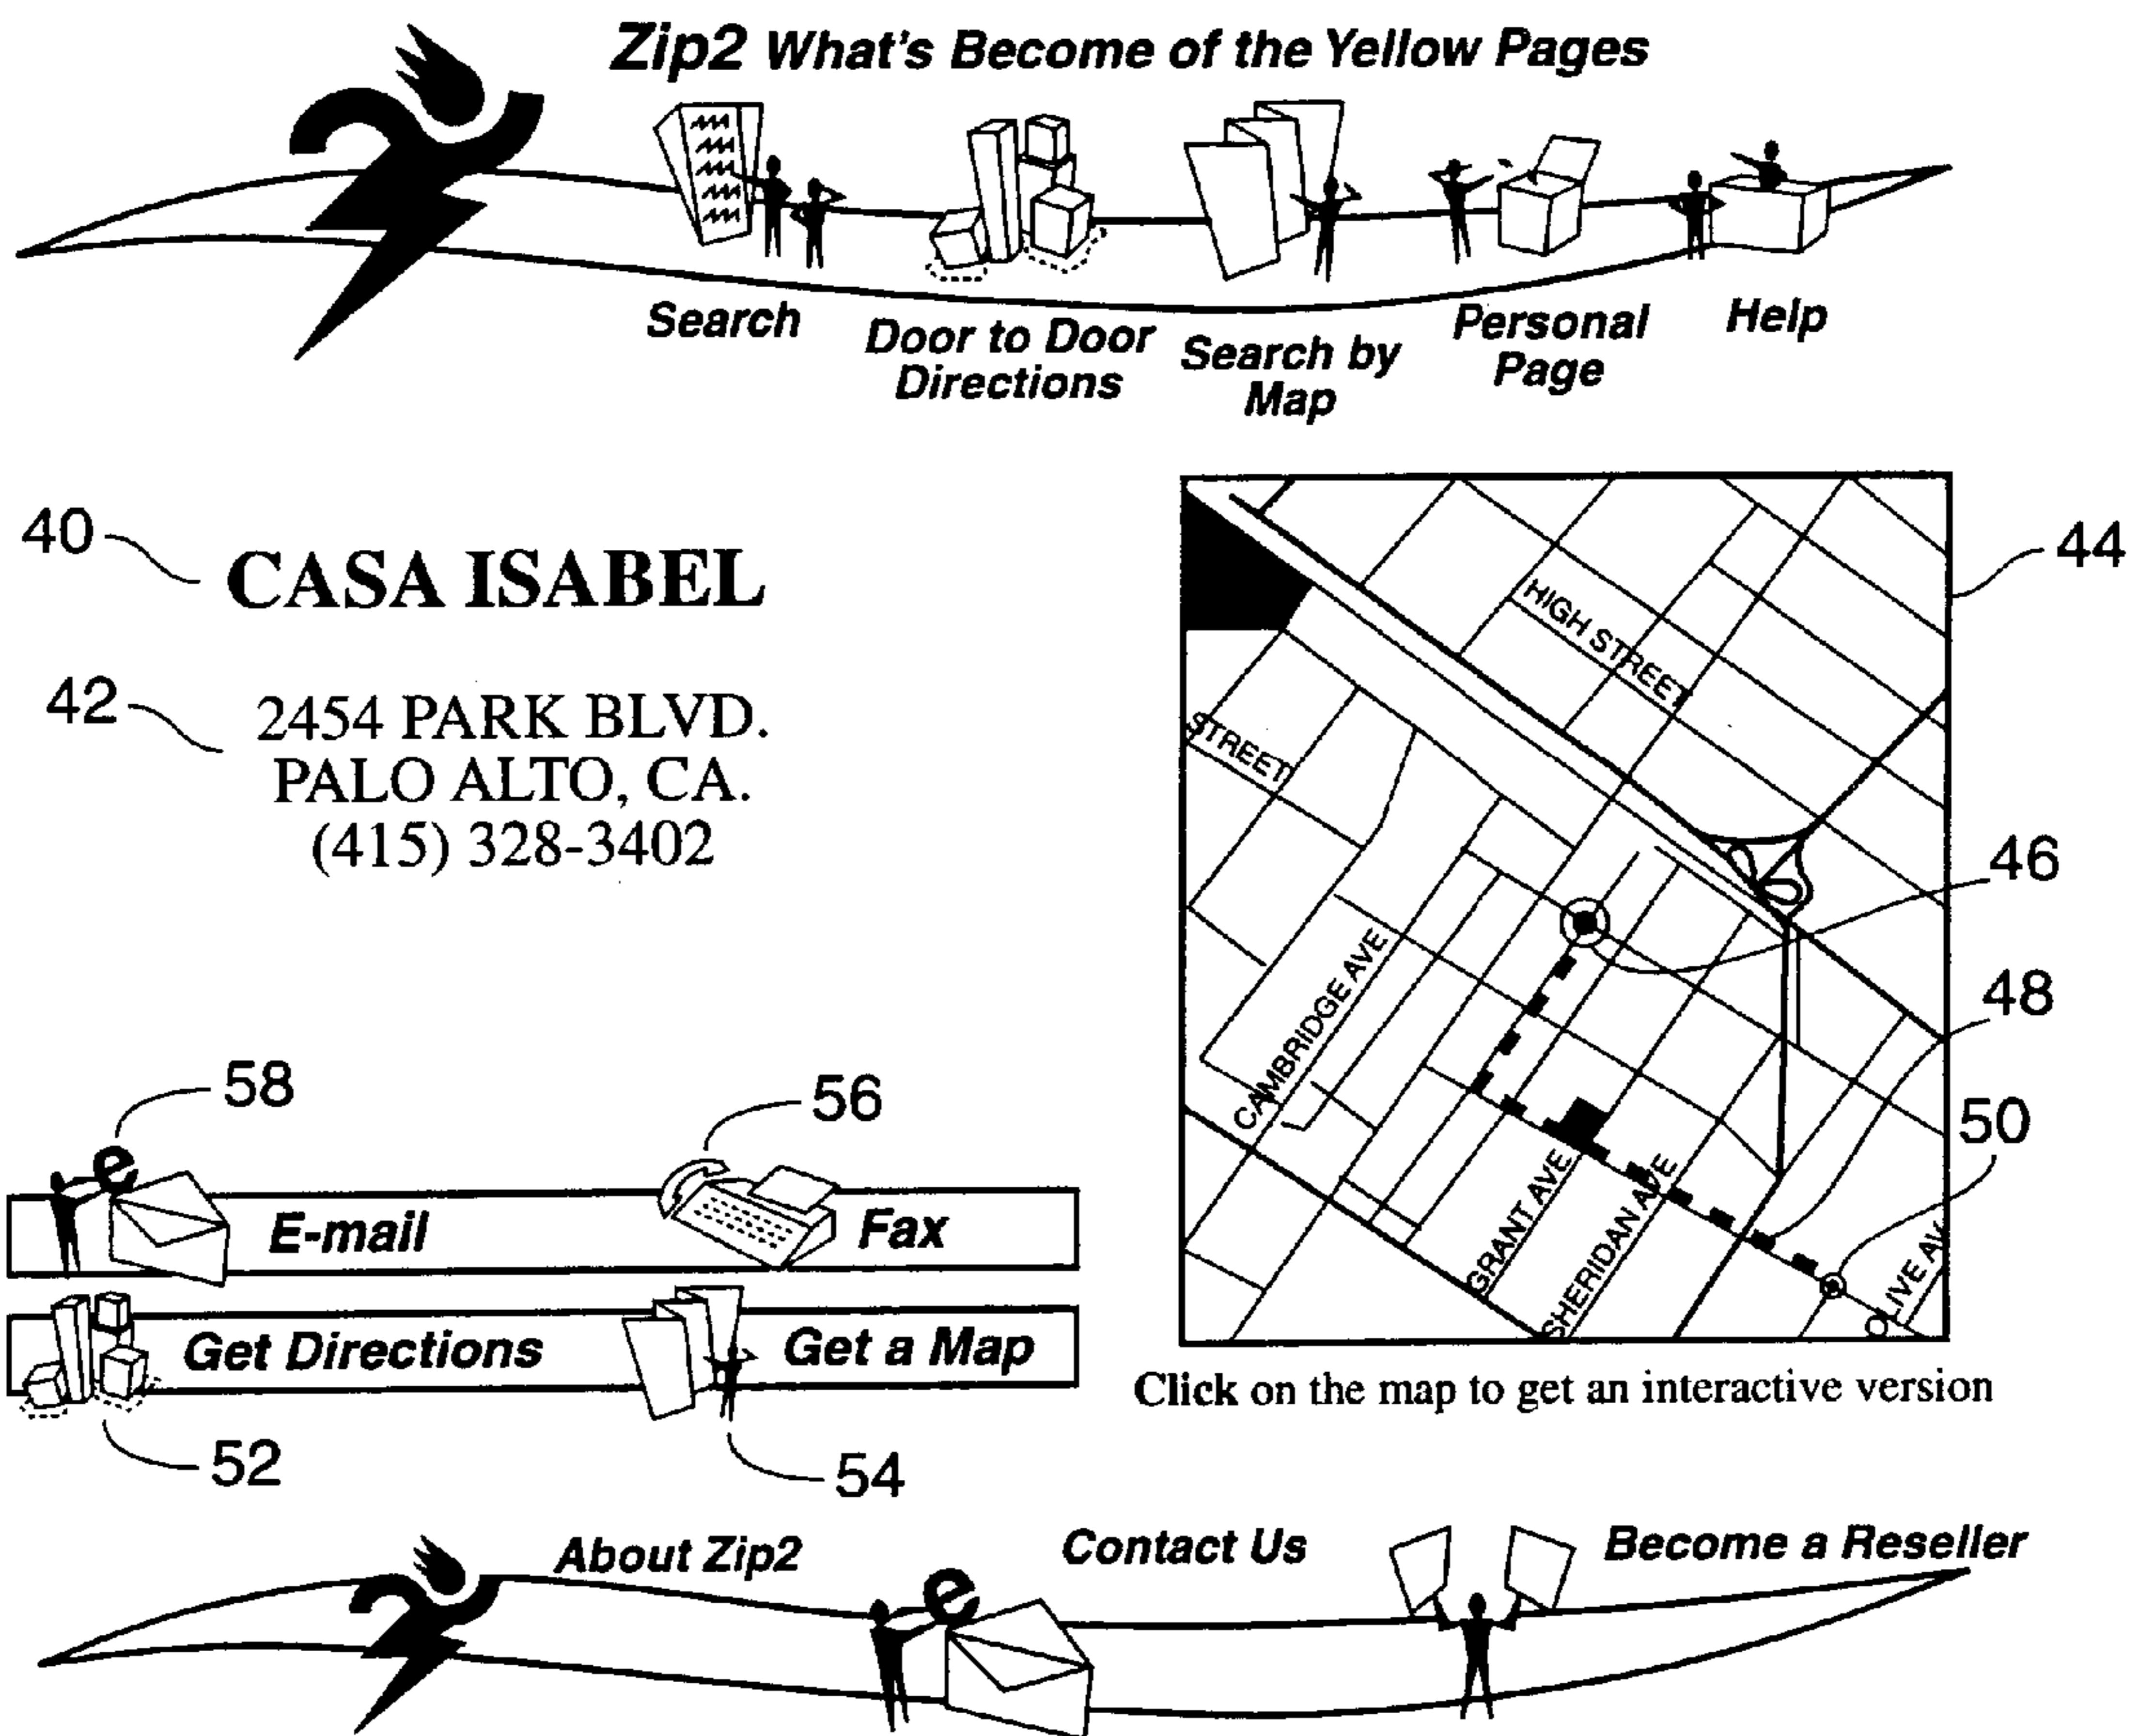 Zip2 What's Become of the Yellow Pages
Search
Door to Door
Directions
Search by
Map
Personal
Page
Help
40
CASA ISABEL
42
2454 PARK BLVD.
PALO ALTO, CA.
(415) 328-3402
44
HIGH STREET
STREET
46
CAMBRIDGE AVE
48
50
GRANT AVE
SHERIDAN AVE
OLIVE AV
Click on the map to get an interactive version
58
e
E-mail
56
Fax
Get Directions
Get a Map
52
54
About Zip2
e
Contact Us
Become a Reseller